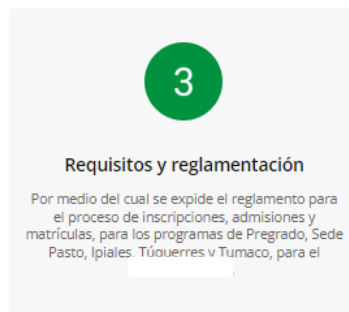 3
Requisitos y reglamentación
Por medio del cual se expide el reglamento para
el proceso de inscripciones, admisiones y
matrículas, para los programas de Pregrado, Sede
Pasto, Ipiales, Túquerres y Tumaco, para el